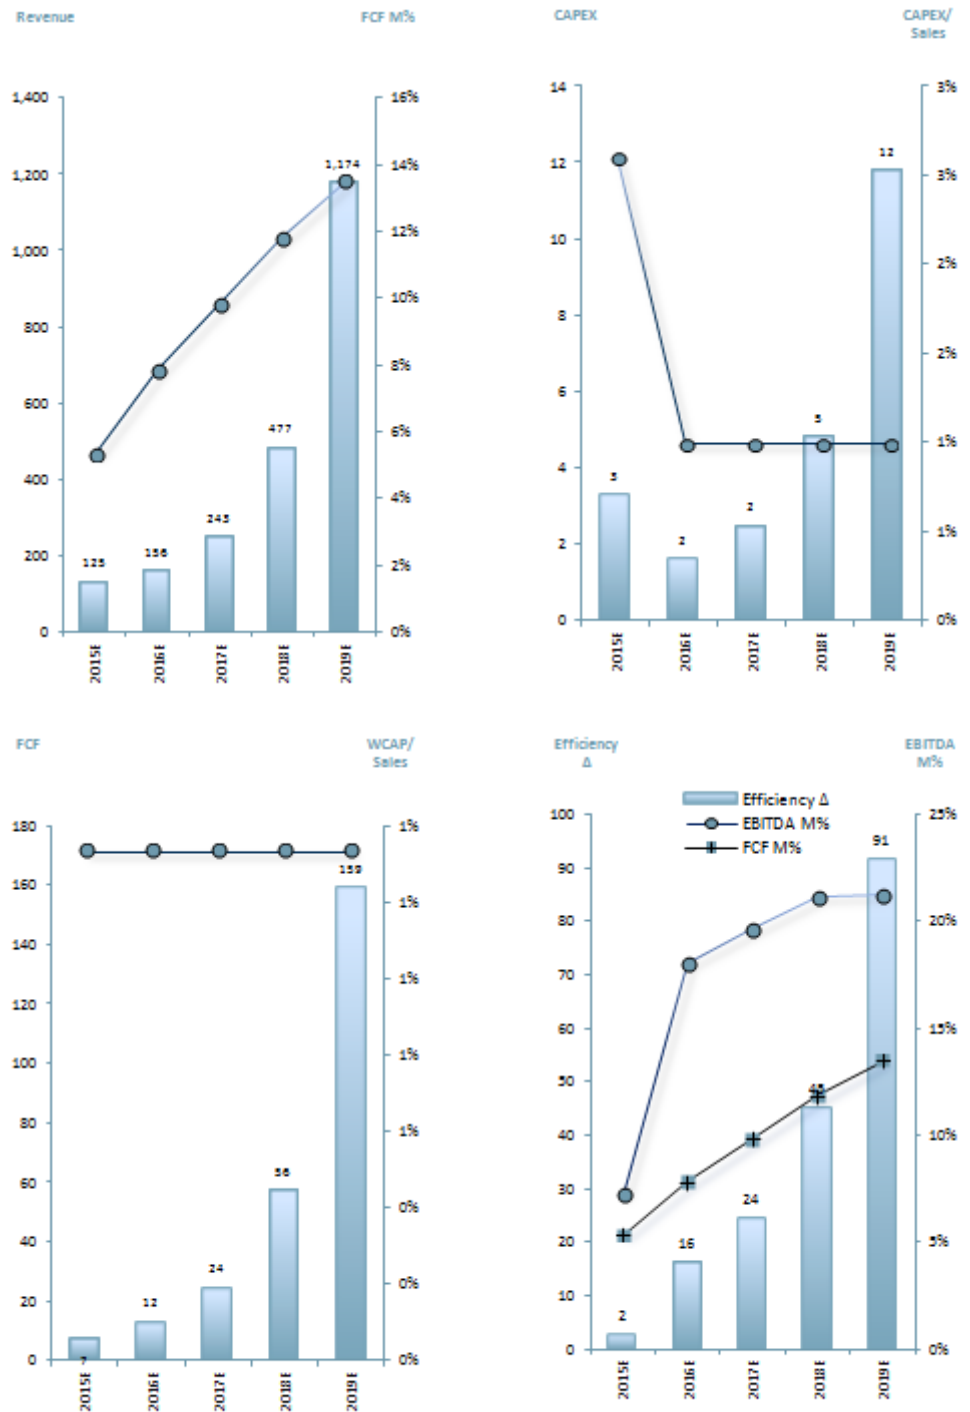 Revenue
FCF M%
1,400
1,200
1,000
800
600
400
200
0
16%
14%
12%
10%
8%
6%
4%
2%
0%
125
156
245
477
1,174
2015E
2016E
2017E
2018E
2019E
CAPEX
CAPEX/
Sales
14
12
10
8
6
4
2
0
3%
3%
2%
2%
1%
1%
0%
3
2
2
5
12
2015E
2016E
2017E
2018E
2019E
FCF
WCAP/
Sales
180
160
140
120
100
80
60
40
20
0
1%
1%
1%
1%
1%
0%
0%
0%
7
12
24
56
159
2015E
2016E
2017E
2018E
2019E
Efficiency
Δ
EBITDA
M%
Efficiency Δ
EBITDA M%
FCF M%
100
90
80
70
60
50
40
30
20
10
0
25%
20%
15%
10%
5%
0%
2
16
24
45
91
2015E
2016E
2017E
2018E
2019E